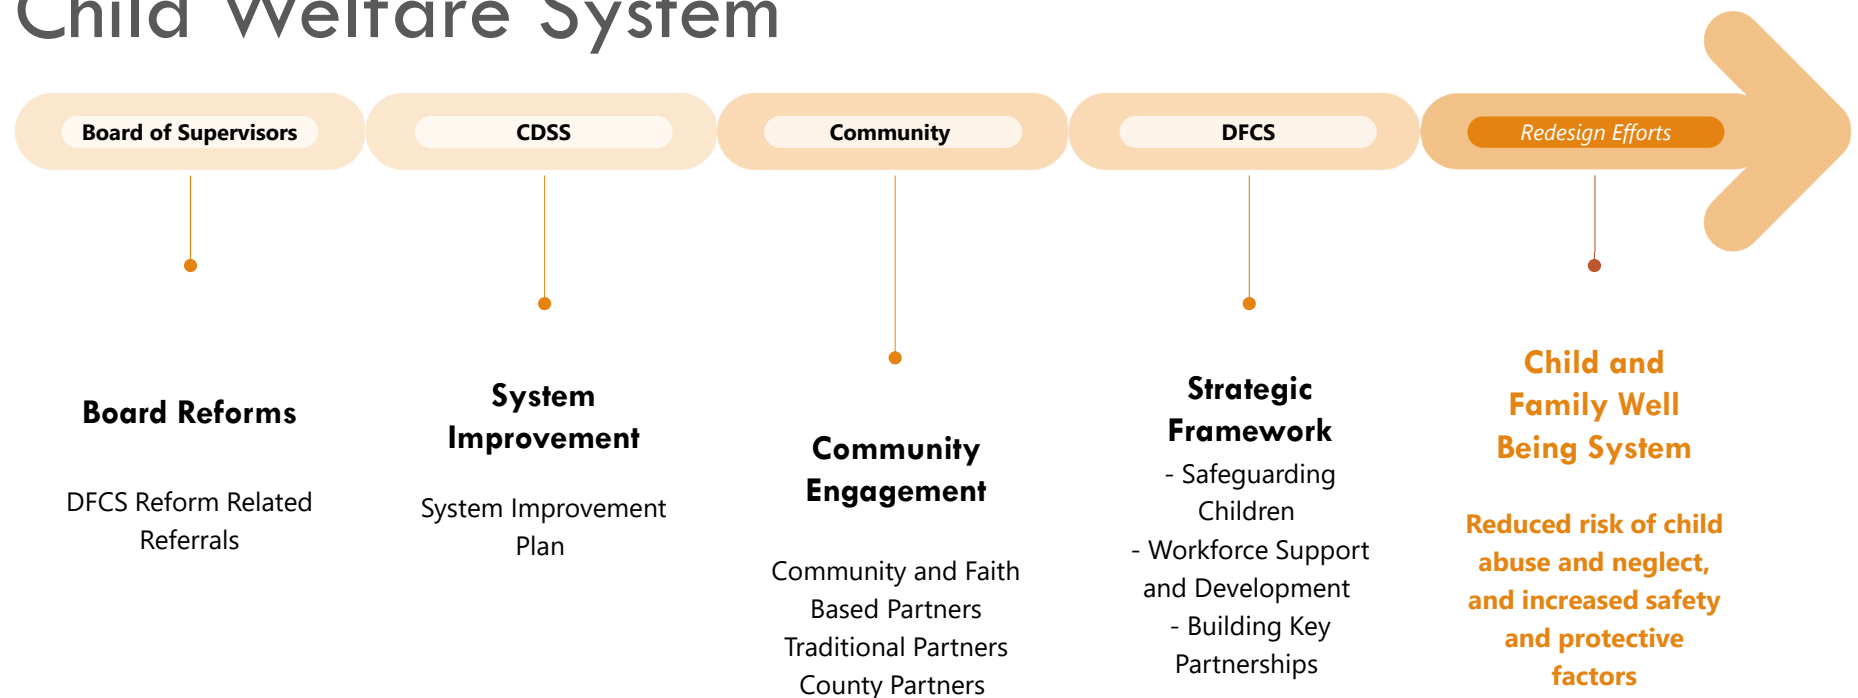 Child Welfare System
Board of Supervisors
CDSS
Community
DFCS
Redesign Efforts
Board Reforms
DFCS Reform Related
Referrals
System
Improvement
System Improvement
Plan
Community
Engagement
Community and Faith
Based Partners
Traditional Partners
County Partners
Strategic
Framework
- Safeguarding
Children
- Workforce Support
and Development
- Building Key
Partnerships
Child and
Family Well
Being System
Reduced risk of child
abuse and neglect,
and increased safety
and protective
factors